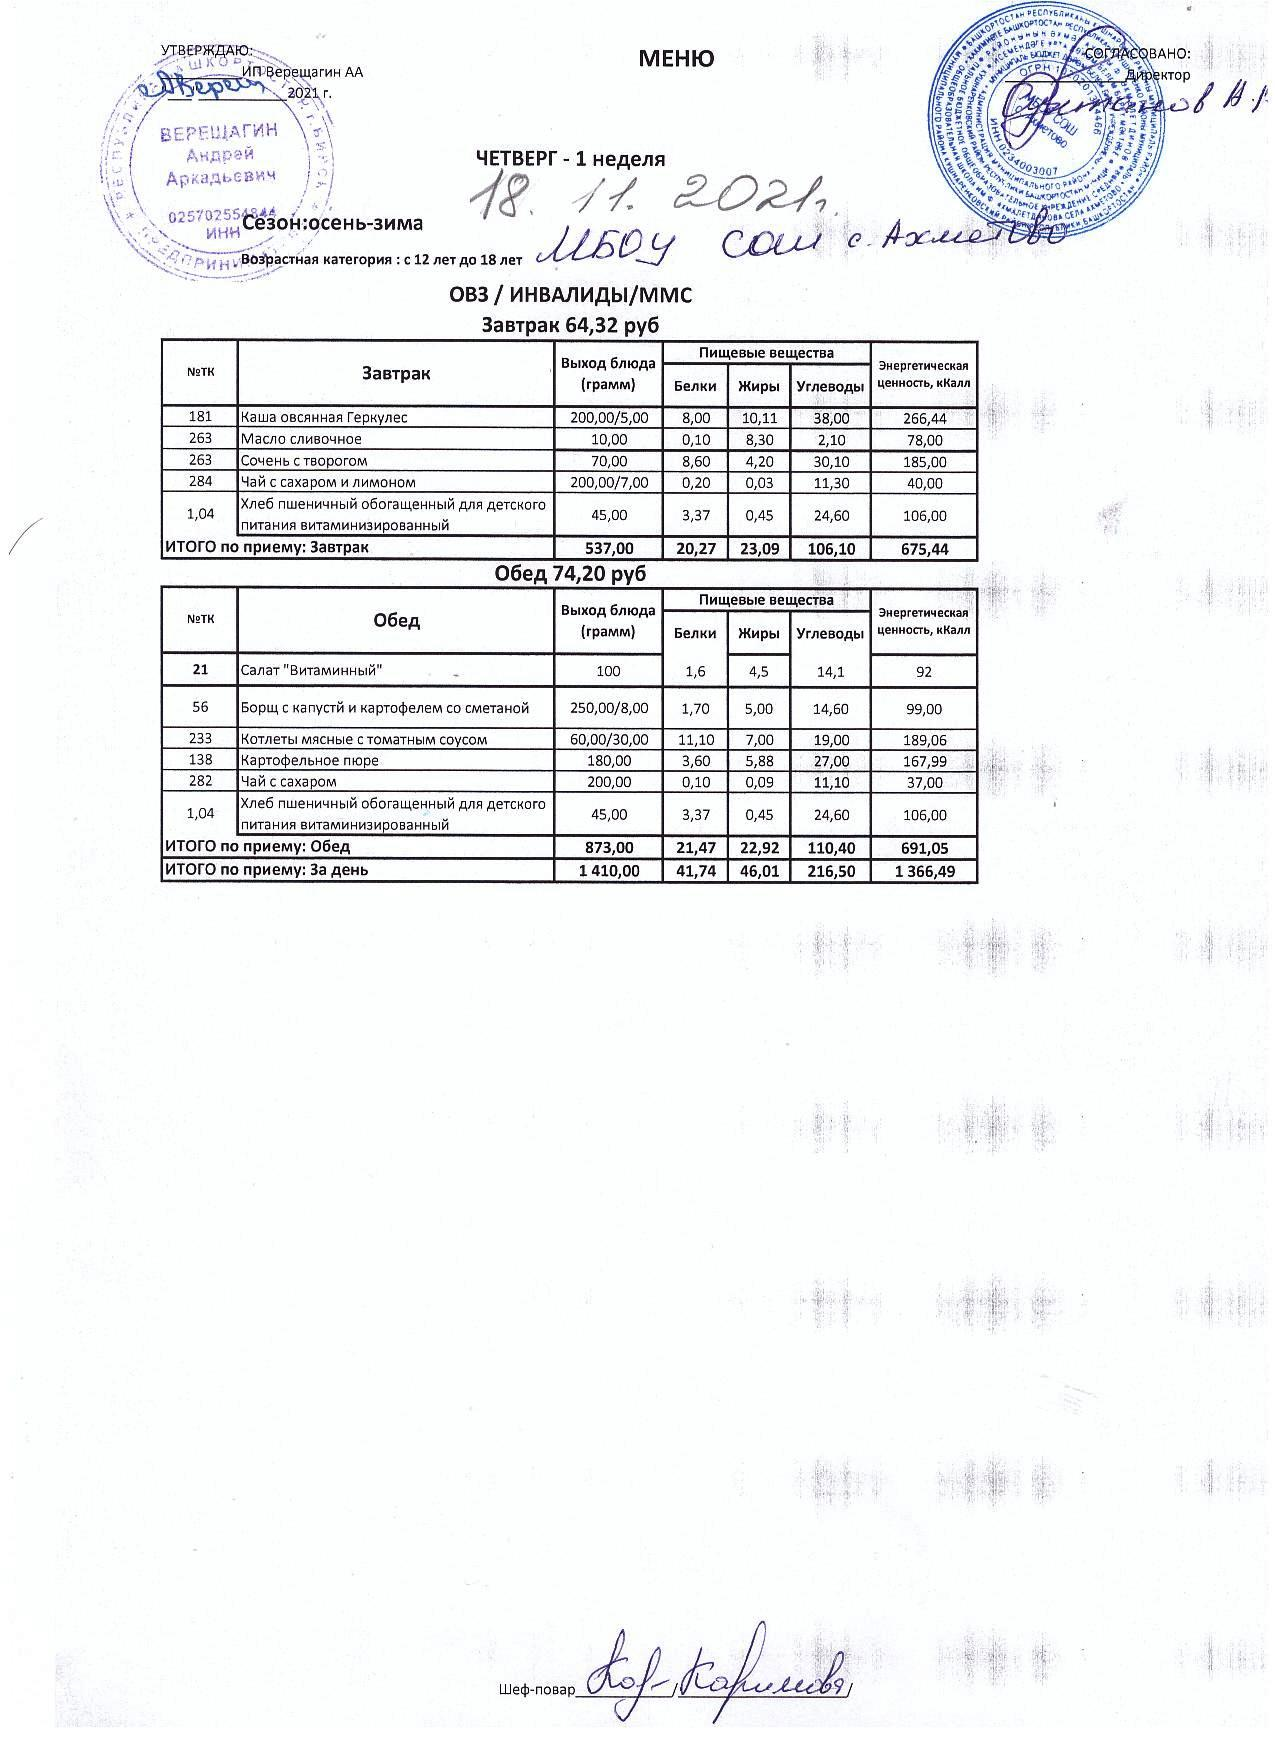 УТВЕРЖДАЮ:
МЕНЮ
СОГЛАСОВАНО:
ИП Верещагин АА
Директор
2021 г.
ВЕРЕЩАГИН
Андрей
Аркадьевич
ИНН
ОГРН
СОШ
ИНН 0234003007
ЧЕТВЕРГ - 1 неделя
18. 11. 2021г.
Сезон:осень-зима
МБОУ СОШ с. Ахметово
Возрастная категория : с 12 лет до 18 лет
ОВЗ / ИНВАЛИДЫ/ММС
Завтрак 64,32 руб
№ТК Завтрак Выход блюда (грамм) Пищевые вещества Энергетическая ценность, кКалл
Белки Жиры Углеводы
181 Каша овсянная Геркулес 200,00/5,00 8,00 10,11 38,00 266,44
263 Масло сливочное 10,00 0,10 8,30 2,10 78,00
263 Сочень с творогом 70,00 8,60 4,20 30,10 185,00
284 Чай с сахаром и лимоном 200,00/7,00 0,20 0,03 11,30 40,00
1,04 Хлеб пшеничный обогащенный для детского питания витаминизированный 45,00 3,37 0,45 24,60 106,00
ИТОГО по приему: Завтрак 537,00 20,27 23,09 106,10 675,44
Обед 74,20 руб
№ТК Обед Выход блюда (грамм) Пищевые вещества Энергетическая ценность, кКалл
Белки Жиры Углеводы
21 Салат "Витаминный" 100 1,6 4,5 14,1 92
56 Борщ с капустй и картофелем со сметаной 250,00/8,00 1,70 5,00 14,60 99,00
233 Котлеты мясные с томатным соусом 60,00/30,00 11,10 7,00 19,00 189,06
138 Картофельное пюре 180,00 3,60 5,88 27,00 167,99
282 Чай с сахаром 200,00 0,10 0,09 11,10 37,00
1,04 Хлеб пшеничный обогащенный для детского питания витаминизированный 45,00 3,37 0,45 24,60 106,00
ИТОГО по приему: Обед 873,00 21,47 22,92 110,40 691,05
ИТОГО по приему: За день 1 410,00 41,74 46,01 216,50 1 366,49
Шеф-повар / Каримова /